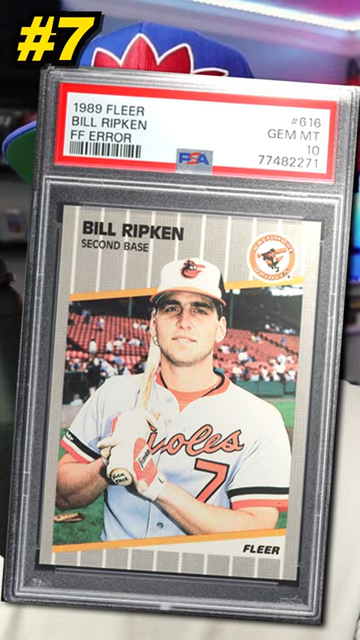 #7
1989 FLEER
BILL RIPKEN
FF ERROR
#616
GEM MT
10
77482271
PSA
BILL RIPKEN
SECOND BASE
Orioles
7
FLEER